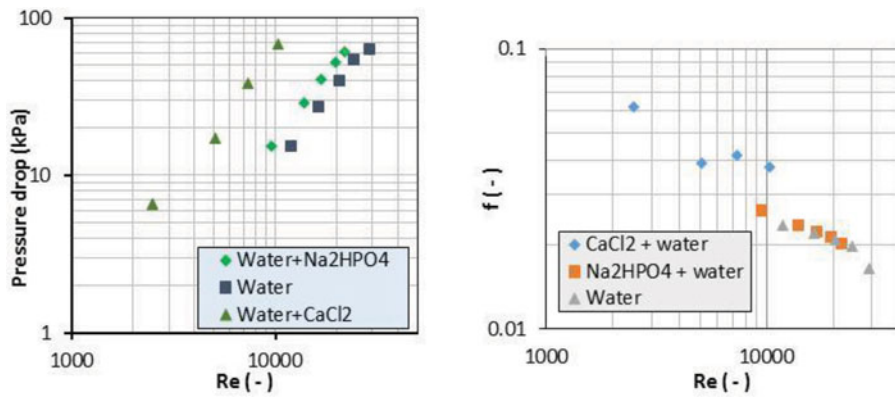 100
10
1
Pressure drop (kPa)
Water+Na2HPO4
Water
Water+CaCl2
1000
10000
Re ( - )
0.1
0.01
f ( - )
CaCl2 + water
Na2HPO4 + water
Water
1000
10000
Re ( - )